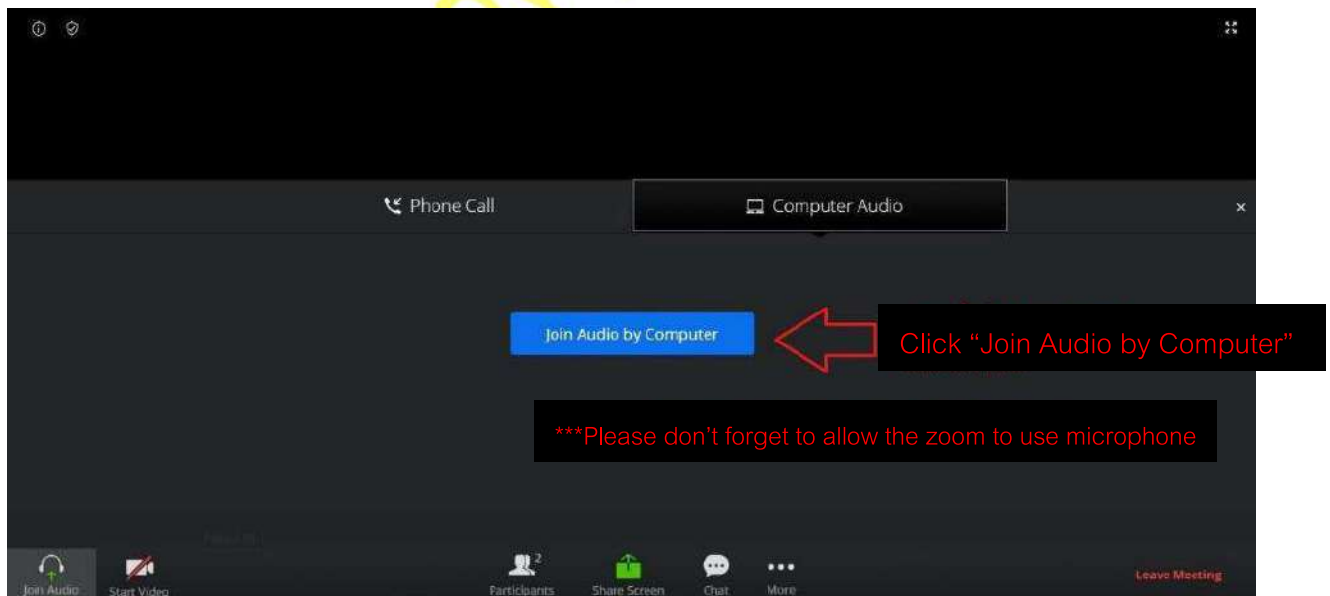 Phone Call
Computer Audio
Join Audio by Computer
Click “Join Audio by Computer”
***Please don't forget to allow the zoom to use microphone
2
Join Audio
Start Video
Participants
Share Screen
Chat
More
Leave Meeting